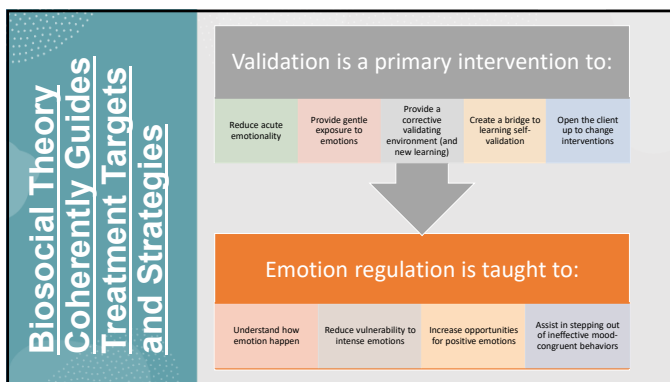 Biosocial Theory
Coherently Guides
Treatment Targets
and Strategies
Validation is a primary intervention to:
Reduce acute
emotionality
Provide gentle
exposure to
emotions
Provide a
corrective
validating
environment (and
new learning)
Create a bridge to
learning self-
validation
Open the client
up to change
interventions
Emotion regulation is taught to:
Understand how
emotion happen
Reduce vulnerability to
intense emotions
Increase opportunities
for positive emotions
Assist in stepping out
of ineffective mood-
congruent behaviors